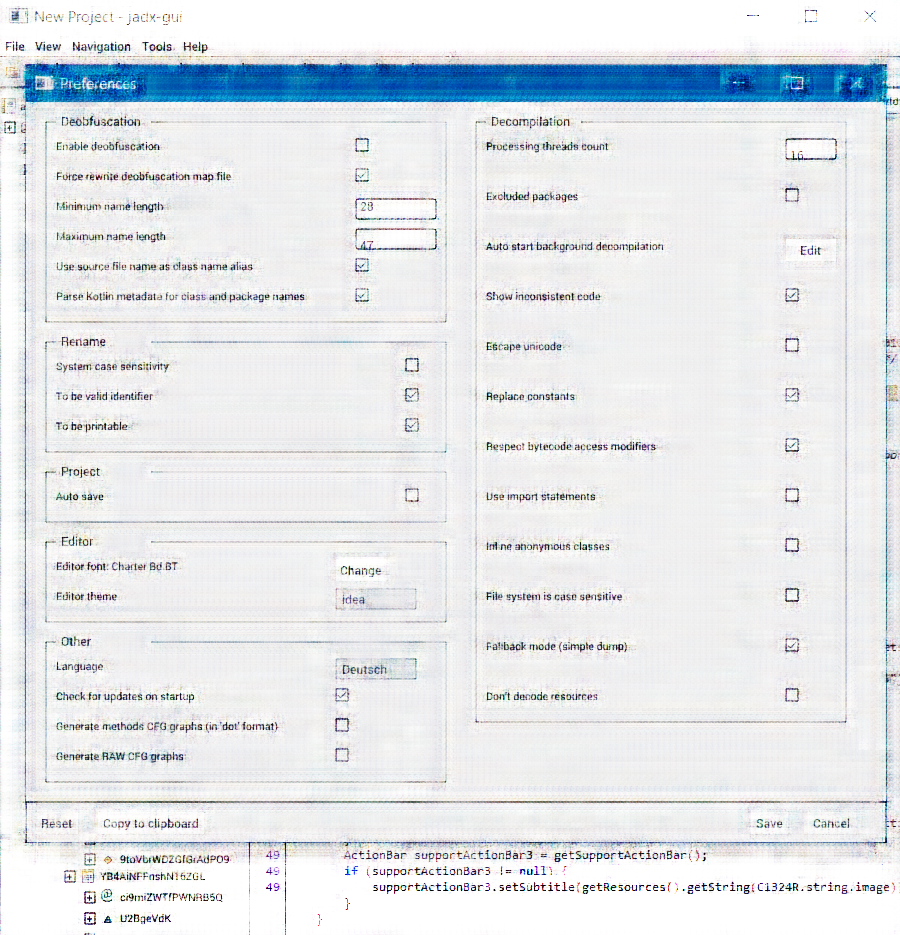 New Project - jadx-gui
File View Navigation Tools Help
Preferences
Deobfuscation
Enable deobfuscation
Force rewrite deobfuscation map file
Minimum name length 28
Maximum name length 47
Use source file name as class name alias
Parse Kotlin metadata for class and package names
Rename
System case sensitivity
To be valid identifier
To be printable
Project
Auto save
Editor
Editor font: Charter Bd BT Change
Editor theme idea
Other
Language Deutsch
Check for updates on startup
Generate methods CFG graphs (in 'dot' format)
Generate RAW CFG graphs
Decompilation
Processing threads count 16
Excluded packages
Auto start background decompilation Edit
Show inconsistent code
Escape unicode
Replace constants
Respect bytecode access modifiers
Use import statements
Inline anonymous classes
File system is case sensitive
Fallback mode (simple dump)
Don't decode resources
Reset Copy to clipboard Save Cancel
49 ActionBar supportActionBar3 = getSupportActionBar();
49 if (supportActionBar3 != null) {
49 supportActionBar3.setSubtitle(getResources().getString(C1324R.string.image)
}
}
YB4AiNFFnshN16ZGL
ci9miZWTfPWNRB5Q
U2BgeVdK